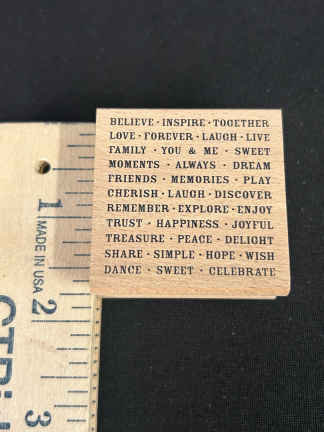 BELIEVE · INSPIRE · TOGETHER
LOVE · FOREVER · LAUGH · LIVE
FAMILY · YOU & ME · SWEET
MOMENTS · ALWAYS · DREAM
FRIENDS · MEMORIES · PLAY
CHERISH · LAUGH · DISCOVER
REMEMBER · EXPLORE · ENJOY
TRUST · HAPPINESS · JOYFUL
TREASURE · PEACE · DELIGHT
SHARE · SIMPLE · HOPE · WISH
DANCE · SWEET · CELEBRATE
1
MADE IN USA
2
3